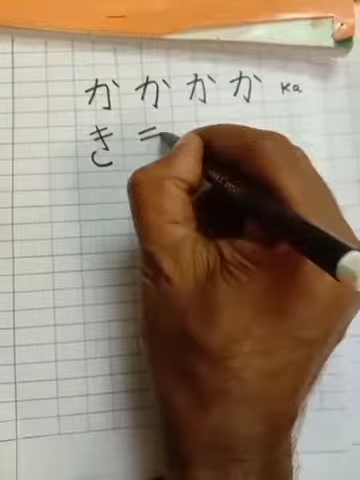 か か か か ka
き =